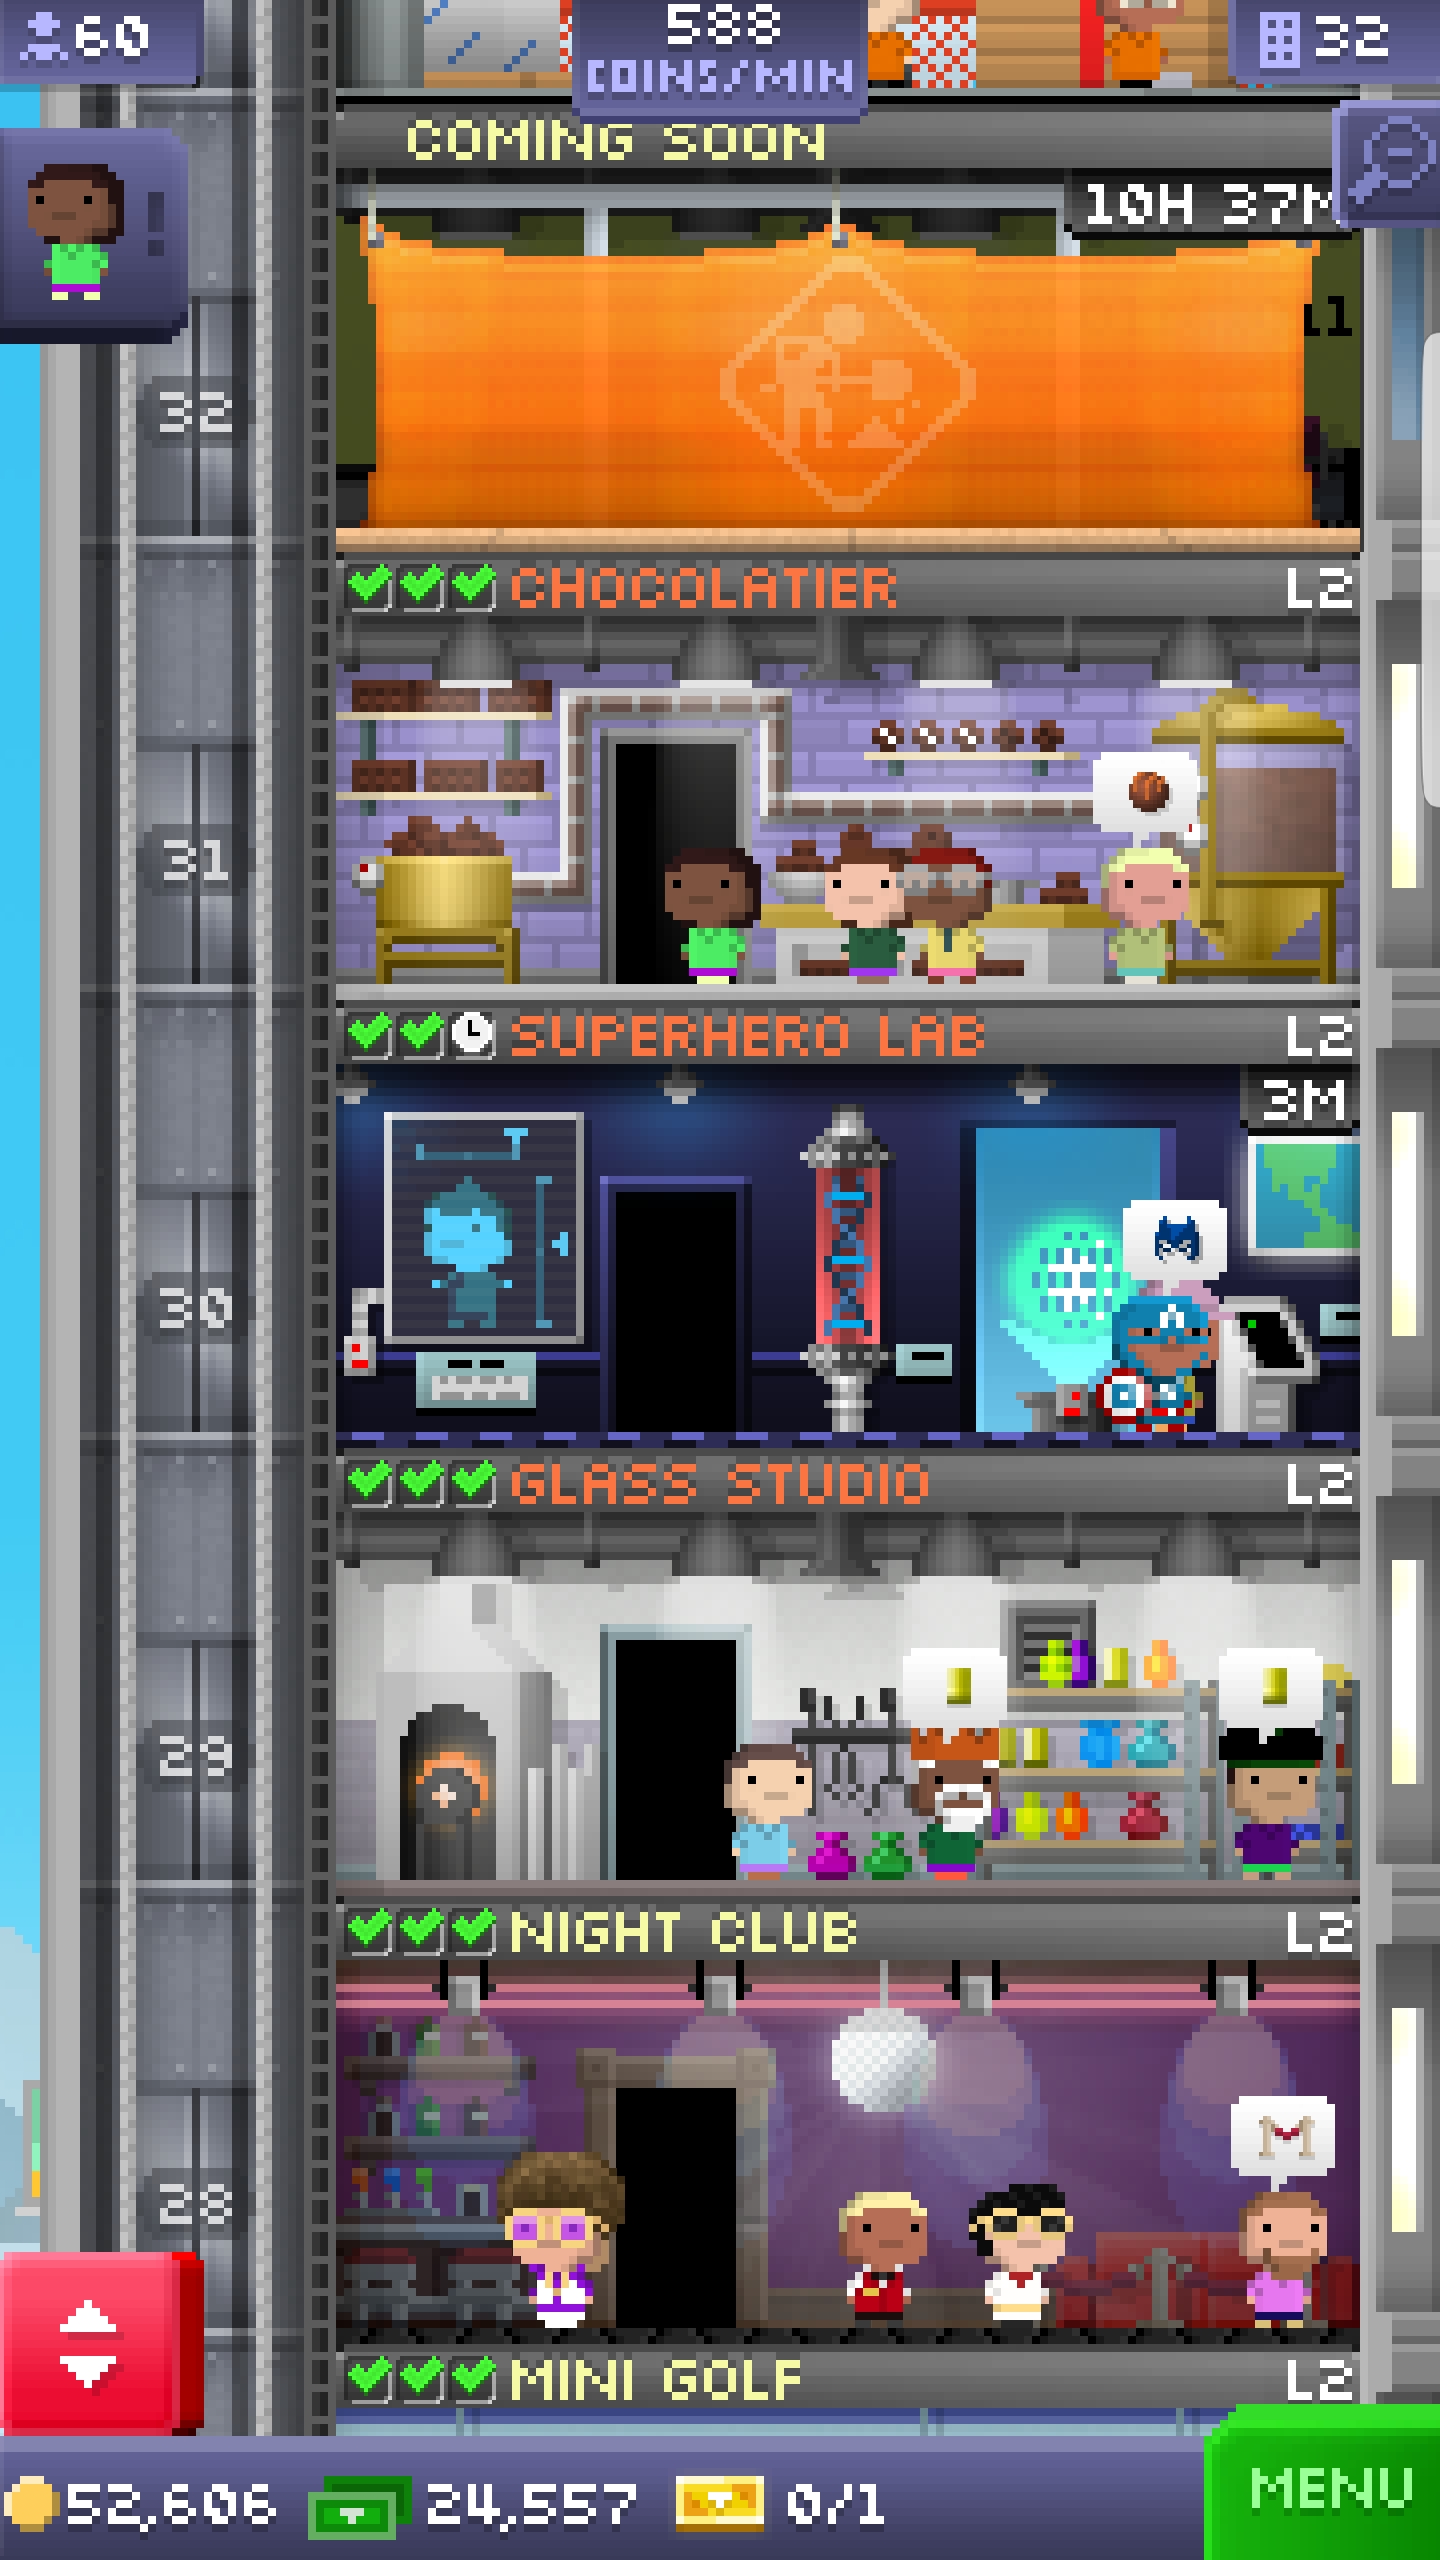 60
588
COINS/MIN
32
COMING SOON
10H 37M
11
32
CHOCOLATIER L2
31
SUPERHERO LAB L2
3M
30
GLASS STUDIO L2
29
NIGHT CLUB L2
28
MINI GOLF L2
52,606 24,557 0/1
MENU